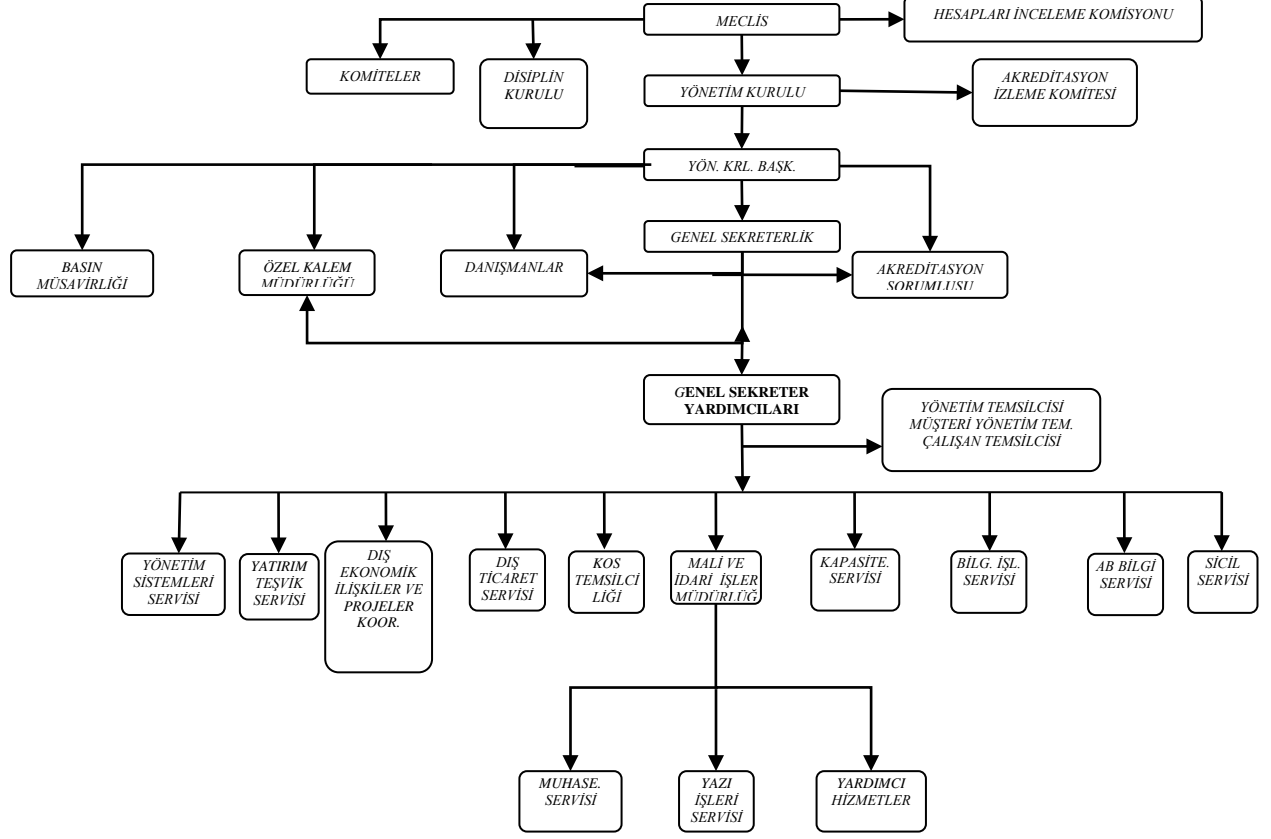 MECLİS
HESAPLARI İNCELEME KOMİSYONU
KOMİTELER
DİSİPLİN
KURULU
YÖNETİM KURULU
AKREDİTASYON
İZLEME KOMİTESİ
YÖN. KRL. BAŞK.
GENEL SEKRETERLİK
BASIN
MÜSAVİRLİĞİ
ÖZEL KALEM
MÜDÜRLÜĞÜ
DANIŞMANLAR
AKREDİTASYON
SORUMLUSU
GENEL SEKRETER
YARDIMCILARI
YÖNETİM TEMSİLCİSİ
MÜŞTERİ YÖNETİM TEM.
ÇALIŞAN TEMSİLCİSİ
YÖNETİM
SİSTEMLERİ
SERVİSİ
YATIRIM
TEŞVİK
SERVİSİ
DIŞ
EKONOMİK
İLİŞKİLER VE
PROJELER
KOOR.
DIŞ
TİCARET
SERVİSİ
KOS
TEMSİLCİ
LİĞİ
MALİ VE
İDARİ İŞLER
MÜDÜRLÜĞ
KAPASİTE.
SERVİSİ
BİLG. İŞL.
SERVİSİ
AB BİLGİ
SERVİSİ
SİCİL
SERVİSİ
MUHASE.
SERVİSİ
YAZI
İŞLERİ
SERVİSİ
YARDIMCI
HİZMETLER